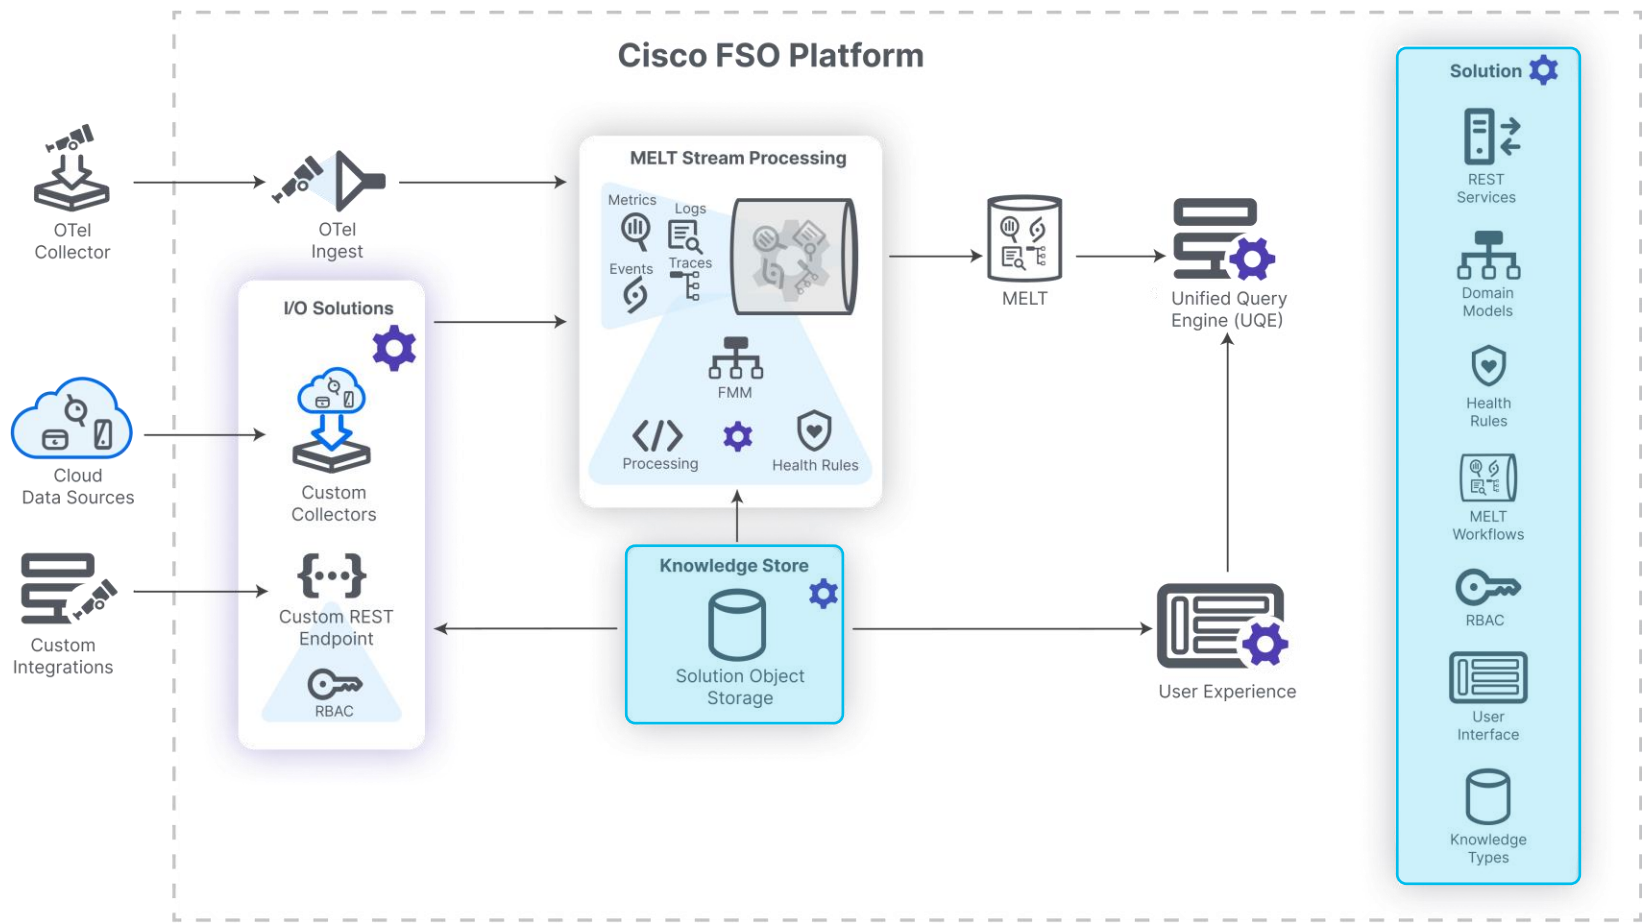 Cisco FSO Platform
OTel
Collector
OTel
Ingest
I/O Solutions
Custom
Collectors
Custom REST
Endpoint
RBAC
Cloud
Data Sources
Custom
Integrations
MELT Stream Processing
Metrics
Logs
Events
Traces
FMM
Processing
Health Rules
Knowledge Store
Solution Object
Storage
MELT
Unified Query
Engine (UQE)
User Experience
Solution
REST
Services
Domain
Models
Health
Rules
MELT
Workflows
RBAC
User
Interface
Knowledge
Types